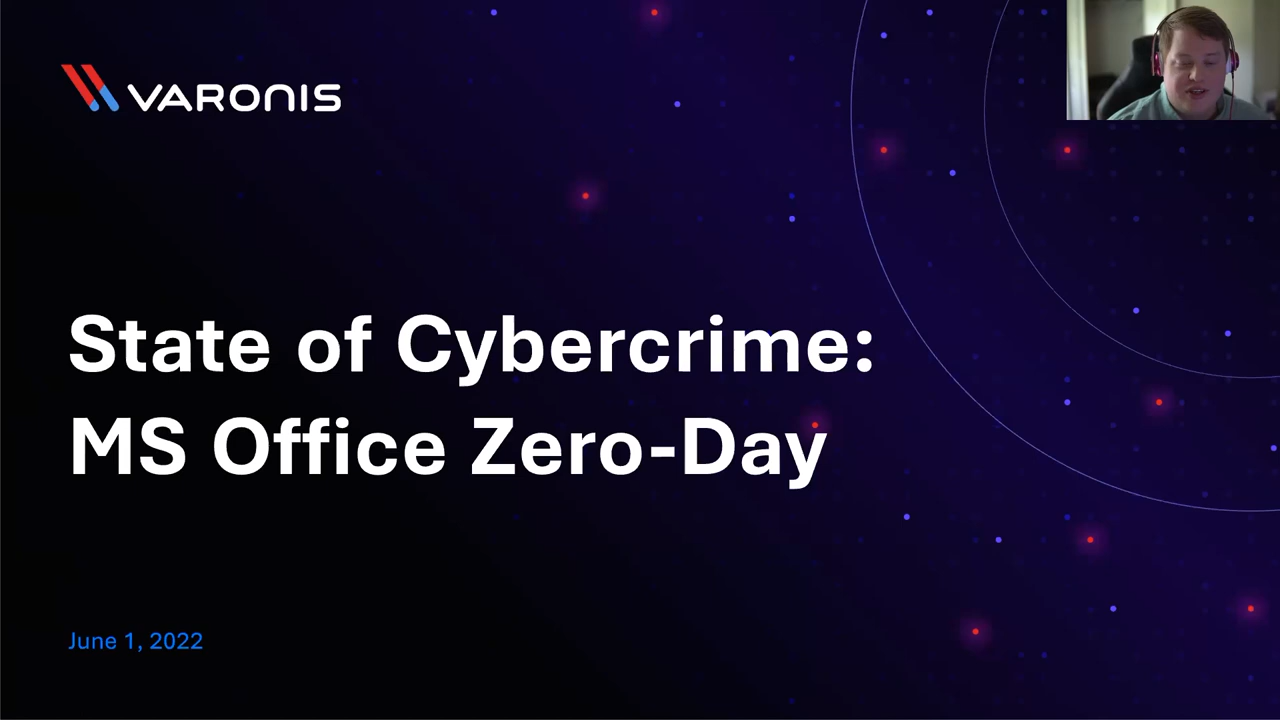 VARONIS
State of Cybercrime:
MS Office Zero-Day
June 1, 2022